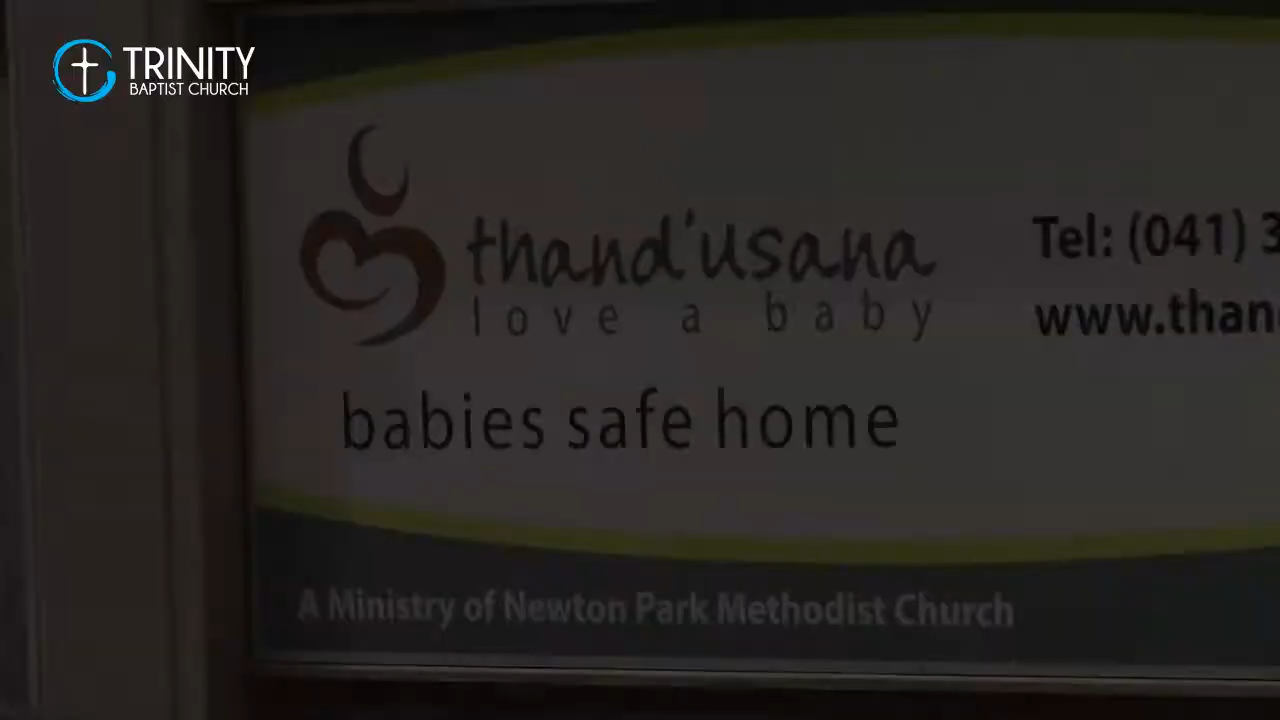 TRINITY
BAPTIST CHURCH
thand'usana
love a baby
babies safe home
Tel: (041) 3
www.than
A Ministry of Newton Park Methodist Church